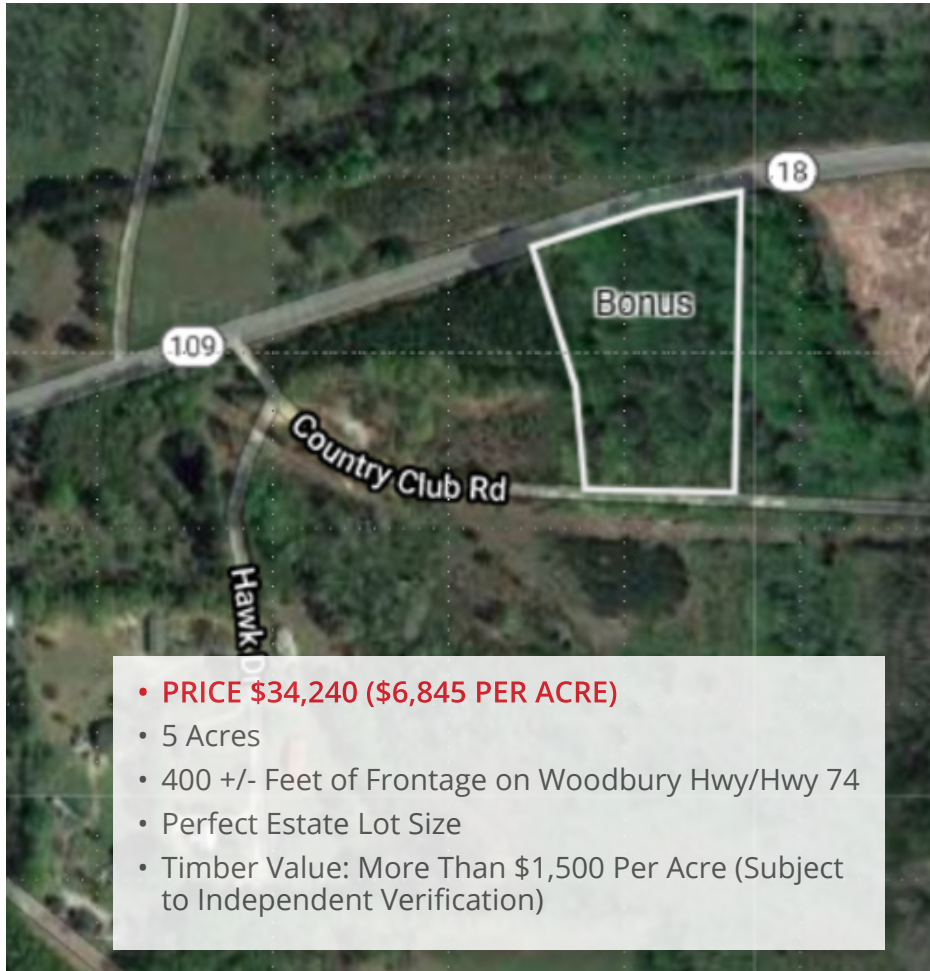 18
Bonus
109
Country Club Rd
Hawk D
• PRICE $34,240 ($6,845 PER ACRE)
• 5 Acres
• 400 +/- Feet of Frontage on Woodbury Hwy/Hwy 74
• Perfect Estate Lot Size
• Timber Value: More Than $1,500 Per Acre (Subject
to Independent Verification)